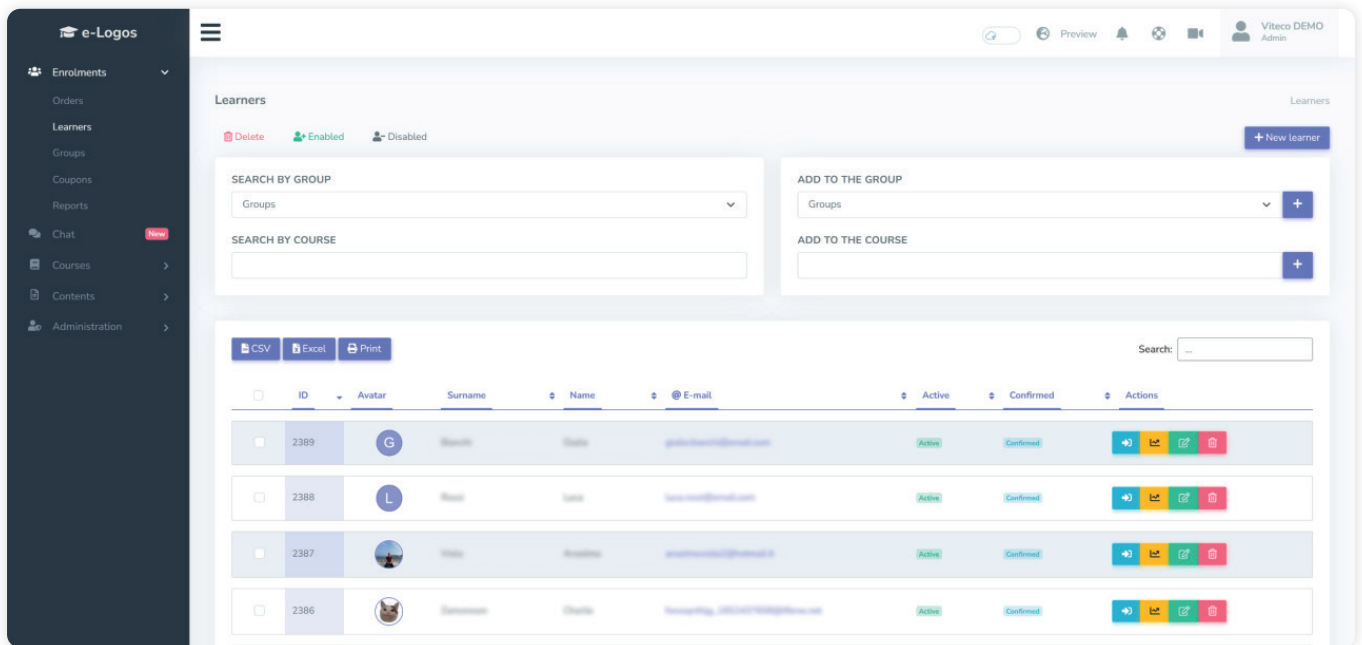 e-Logos
Preview
Viteco DEMO
Admin
Enrolments
Orders
Learners
Groups
Coupons
Reports
Chat New
Courses
Contents
Administration
Learners
Learners
Delete Enabled Disabled
+ New learner
SEARCH BY GROUP
Groups
SEARCH BY COURSE
ADD TO THE GROUP
Groups +
ADD TO THE COURSE
+
CSV Excel Print
Search: ...
ID Avatar Surname Name @ E-mail Active Confirmed Actions
2389 G Active Confirmed
2388 L Active Confirmed
2387 Active Confirmed
2386 Active Confirmed